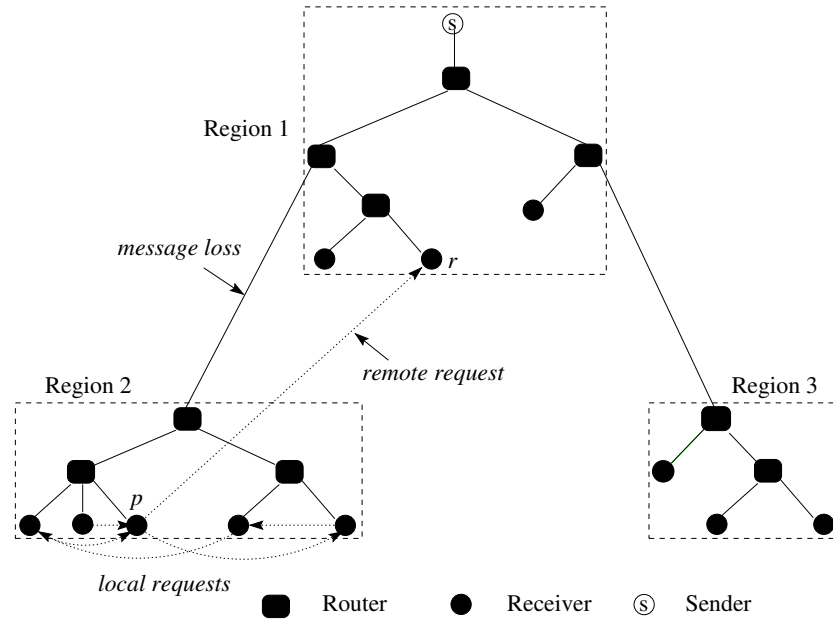 s
Region 1
message loss
r
remote request
Region 2
Region 3
p
local requests
Router
Receiver
s
Sender